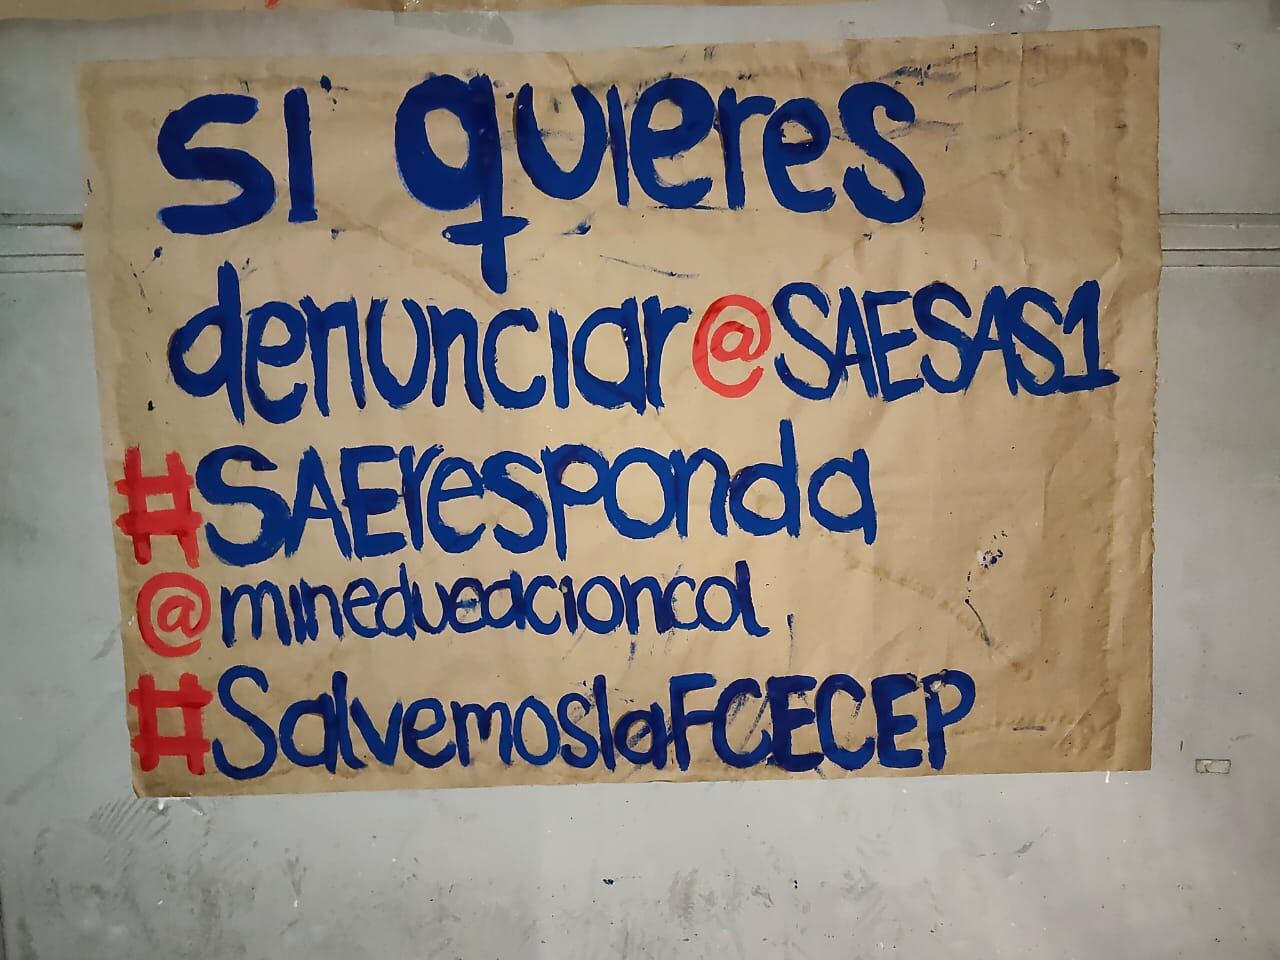 SI quieres
denunciar @SAESAS1
#SAEresponda
@mineducacioncol,
#SalvemoslaFCECEP